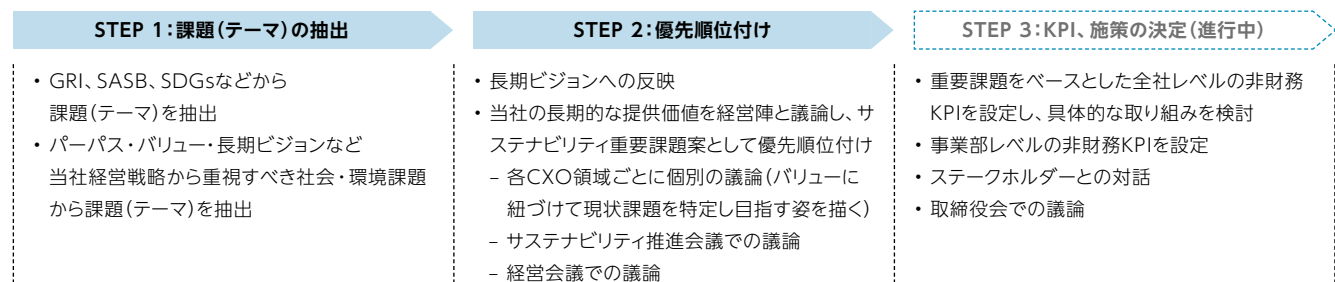 STEP 1：課題（テーマ）の抽出
・GRI、SASB、SDGsなどから
課題（テーマ）を抽出
・パーパス・バリュー・長期ビジョンなど
当社経営戦略から重視すべき社会・環境課題
から課題（テーマ）を抽出
STEP 2：優先順位付け
・長期ビジョンへの反映
・当社の長期的な提供価値を経営陣と議論し、サ
ステナビリティ重要課題案として優先順位付け
– 各CXO領域ごとに個別の議論（バリューに
紐づけて現状課題を特定し目指す姿を描く）
– サステナビリティ推進会議での議論
– 経営会議での議論
STEP 3：KPI、施策の決定（進行中）
・重要課題をベースとした全社レベルの非財務
KPIを設定し、具体的な取り組みを検討
・事業部レベルの非財務KPIを設定
・ステークホルダーとの対話
・取締役会での議論